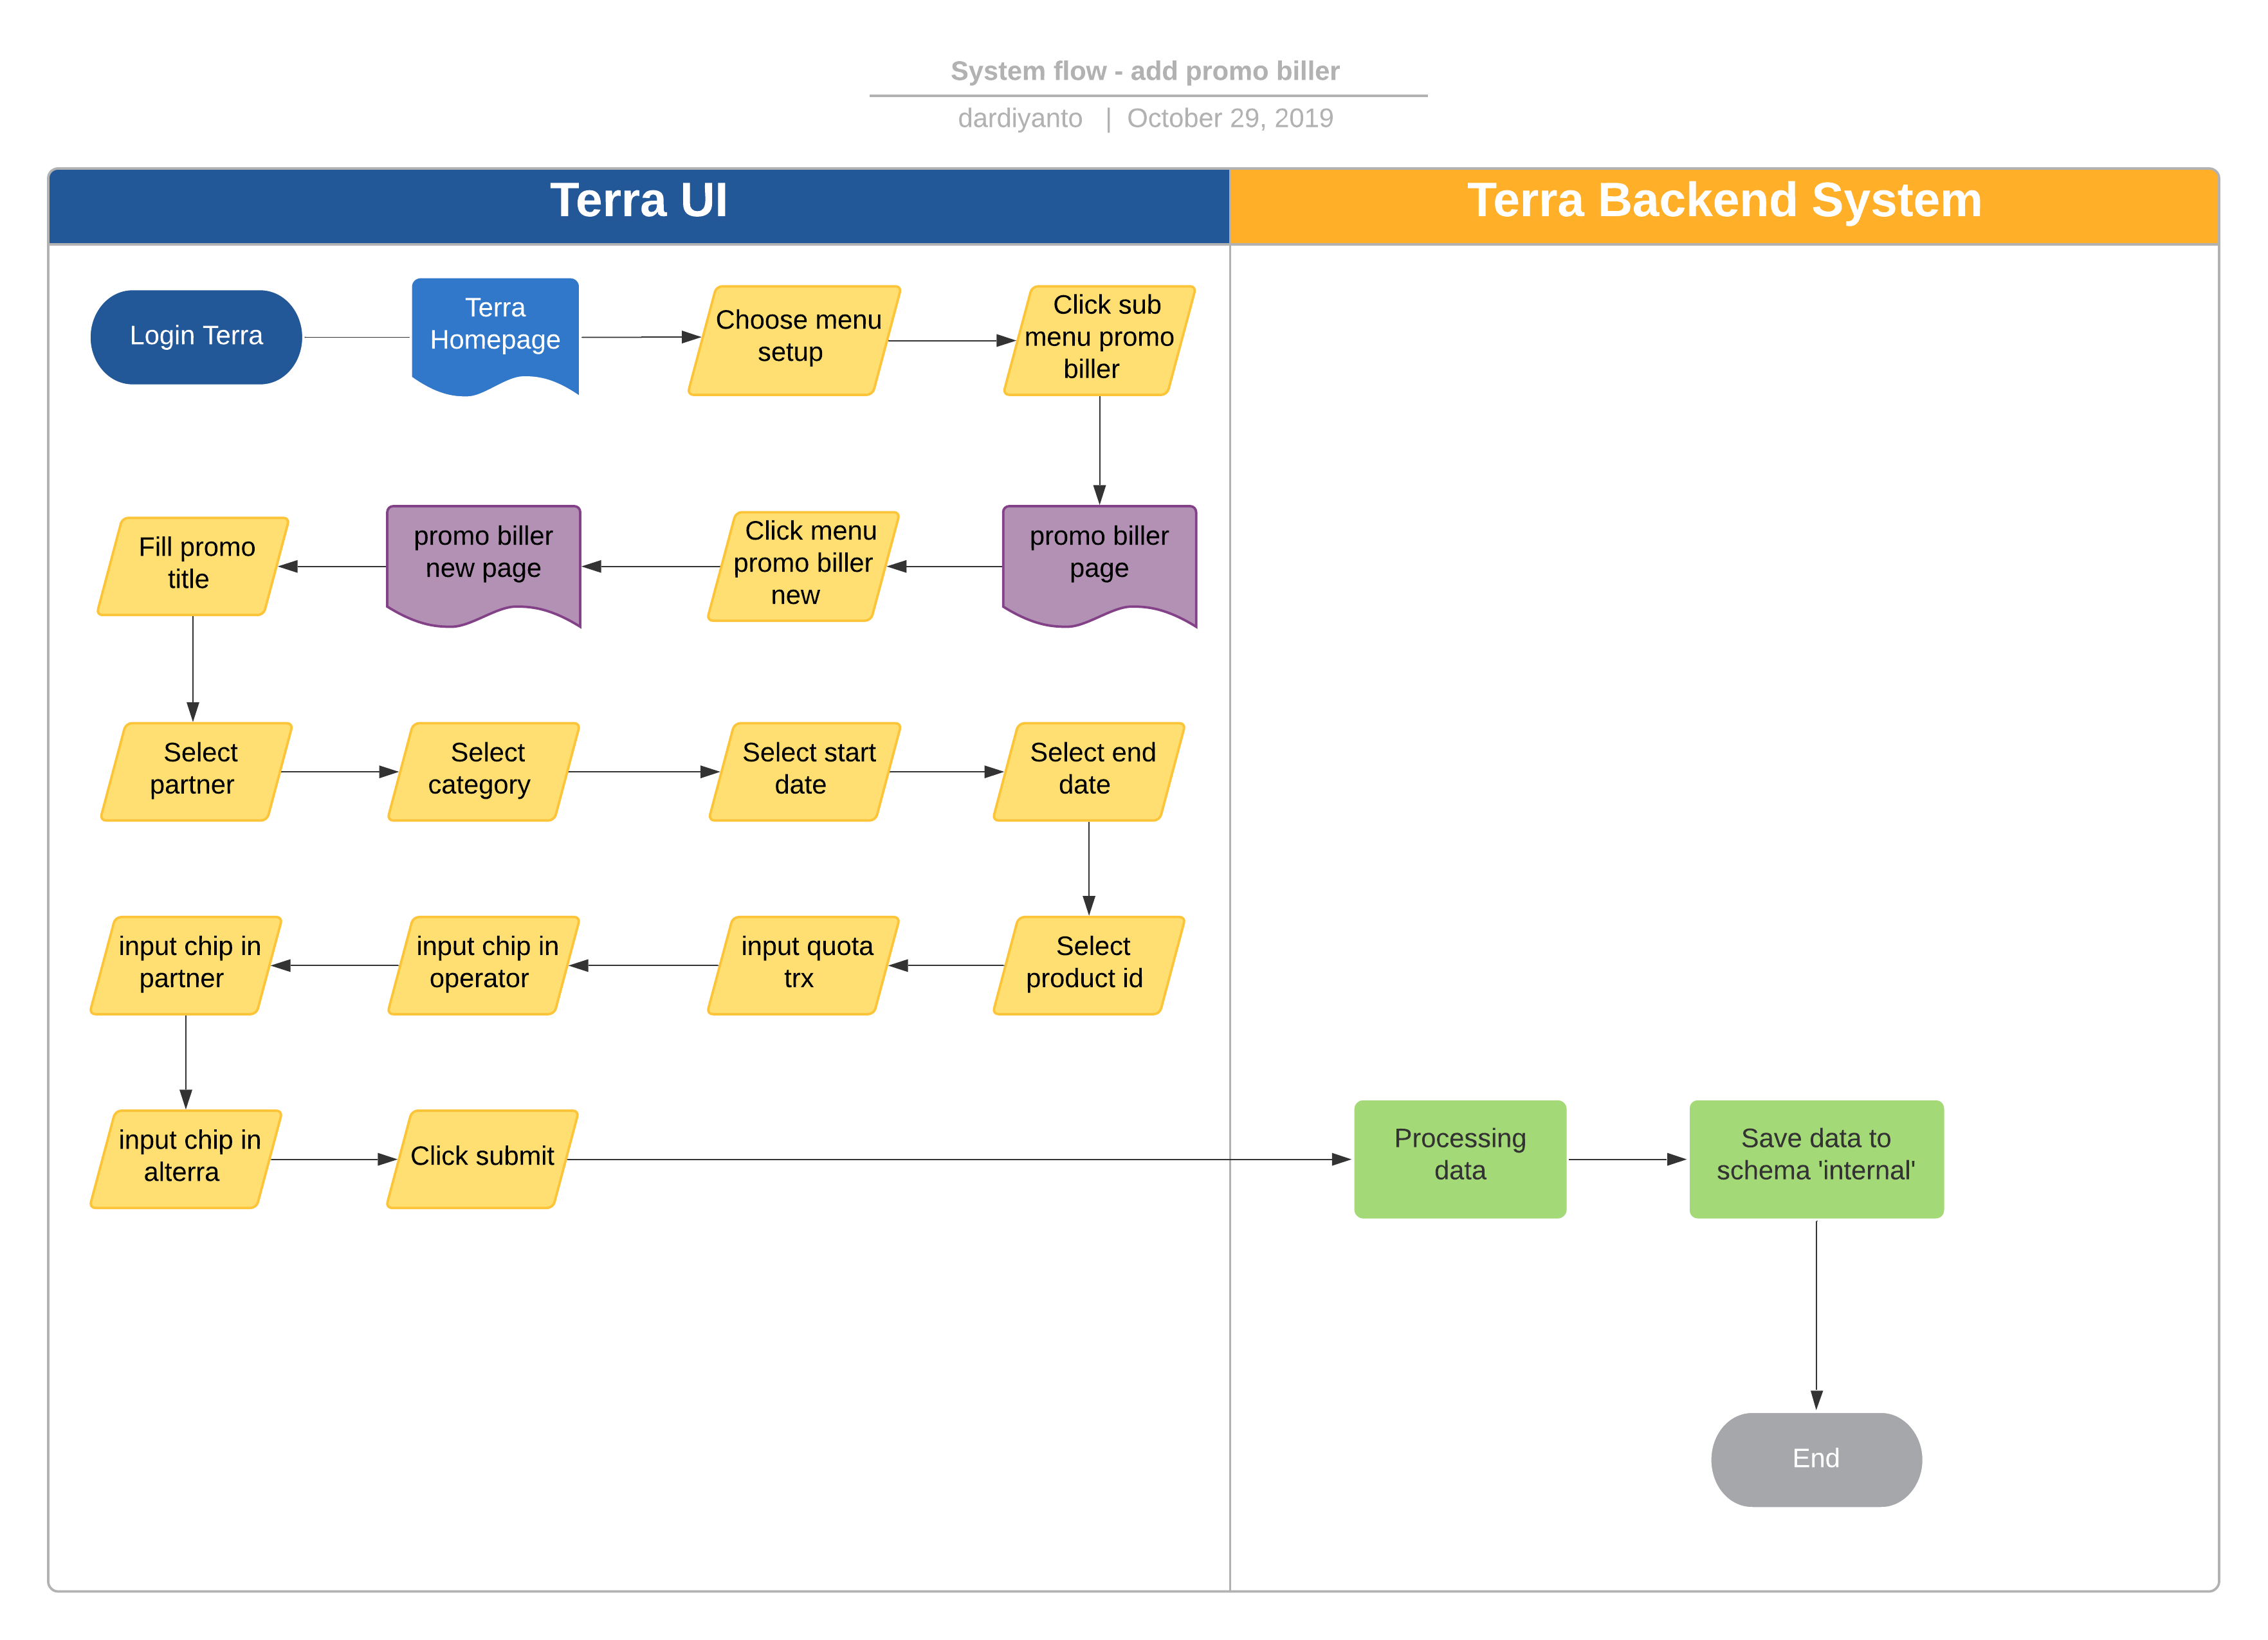 System flow - add promo biller
dardiyanto | October 29, 2019
Terra UI
Terra Backend System
Login Terra
Terra
Homepage
Choose menu
setup
Click sub
menu promo
biller
promo biller
page
Click menu
promo biller
new
promo biller
new page
Fill promo
title
Select
partner
Select
category
Select start
date
Select end
date
Select
product id
input quota
trx
input chip in
operator
input chip in
partner
input chip in
alterra
Click submit
Processing
data
Save data to
schema 'internal'
End